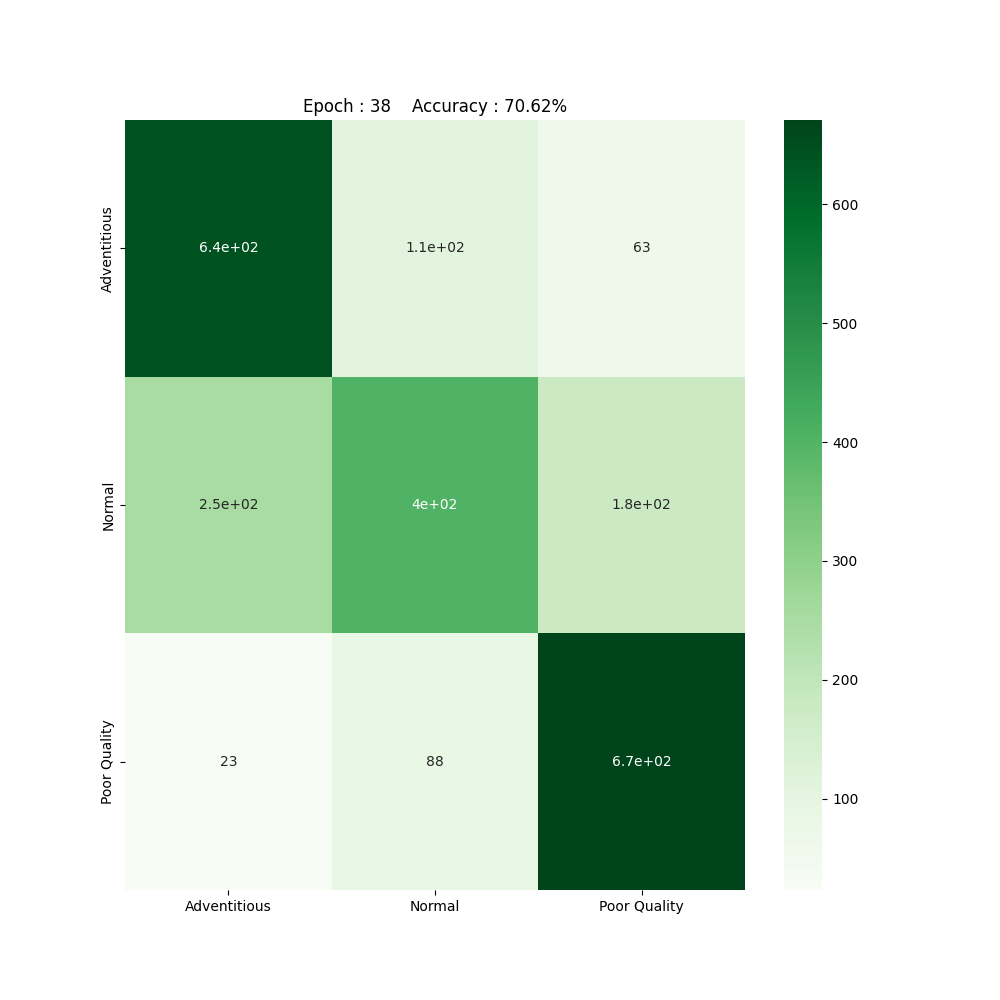 Epoch : 38    Accuracy : 70.62%
Adventitious
6.4e+02 1.1e+02 63
Normal
2.5e+02 4e+02 1.8e+02
Poor Quality
23 88 6.7e+02
Adventitious Normal Poor Quality
600
500
400
300
200
100